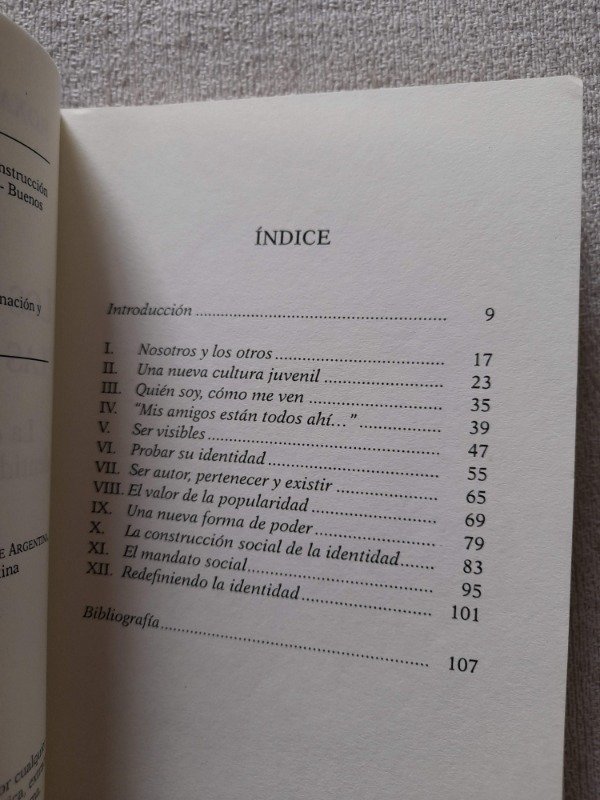 nstrucción
- Buenos
nación y
E ARGENTINA
ina
or cualqui
ÍNDICE
Introducción 9
I. Nosotros y los otros 17
II. Una nueva cultura juvenil 23
III. Quién soy, cómo me ven 35
IV. “Mis amigos están todos ahí...” 39
V. Ser visibles 47
VI. Probar su identidad 55
VII. Ser autor, pertenecer y existir 65
VIII. El valor de la popularidad 69
IX. Una nueva forma de poder 79
X. La construcción social de la identidad 83
XI. El mandato social 95
XII. Redefiniendo la identidad 101
Bibliografía 107